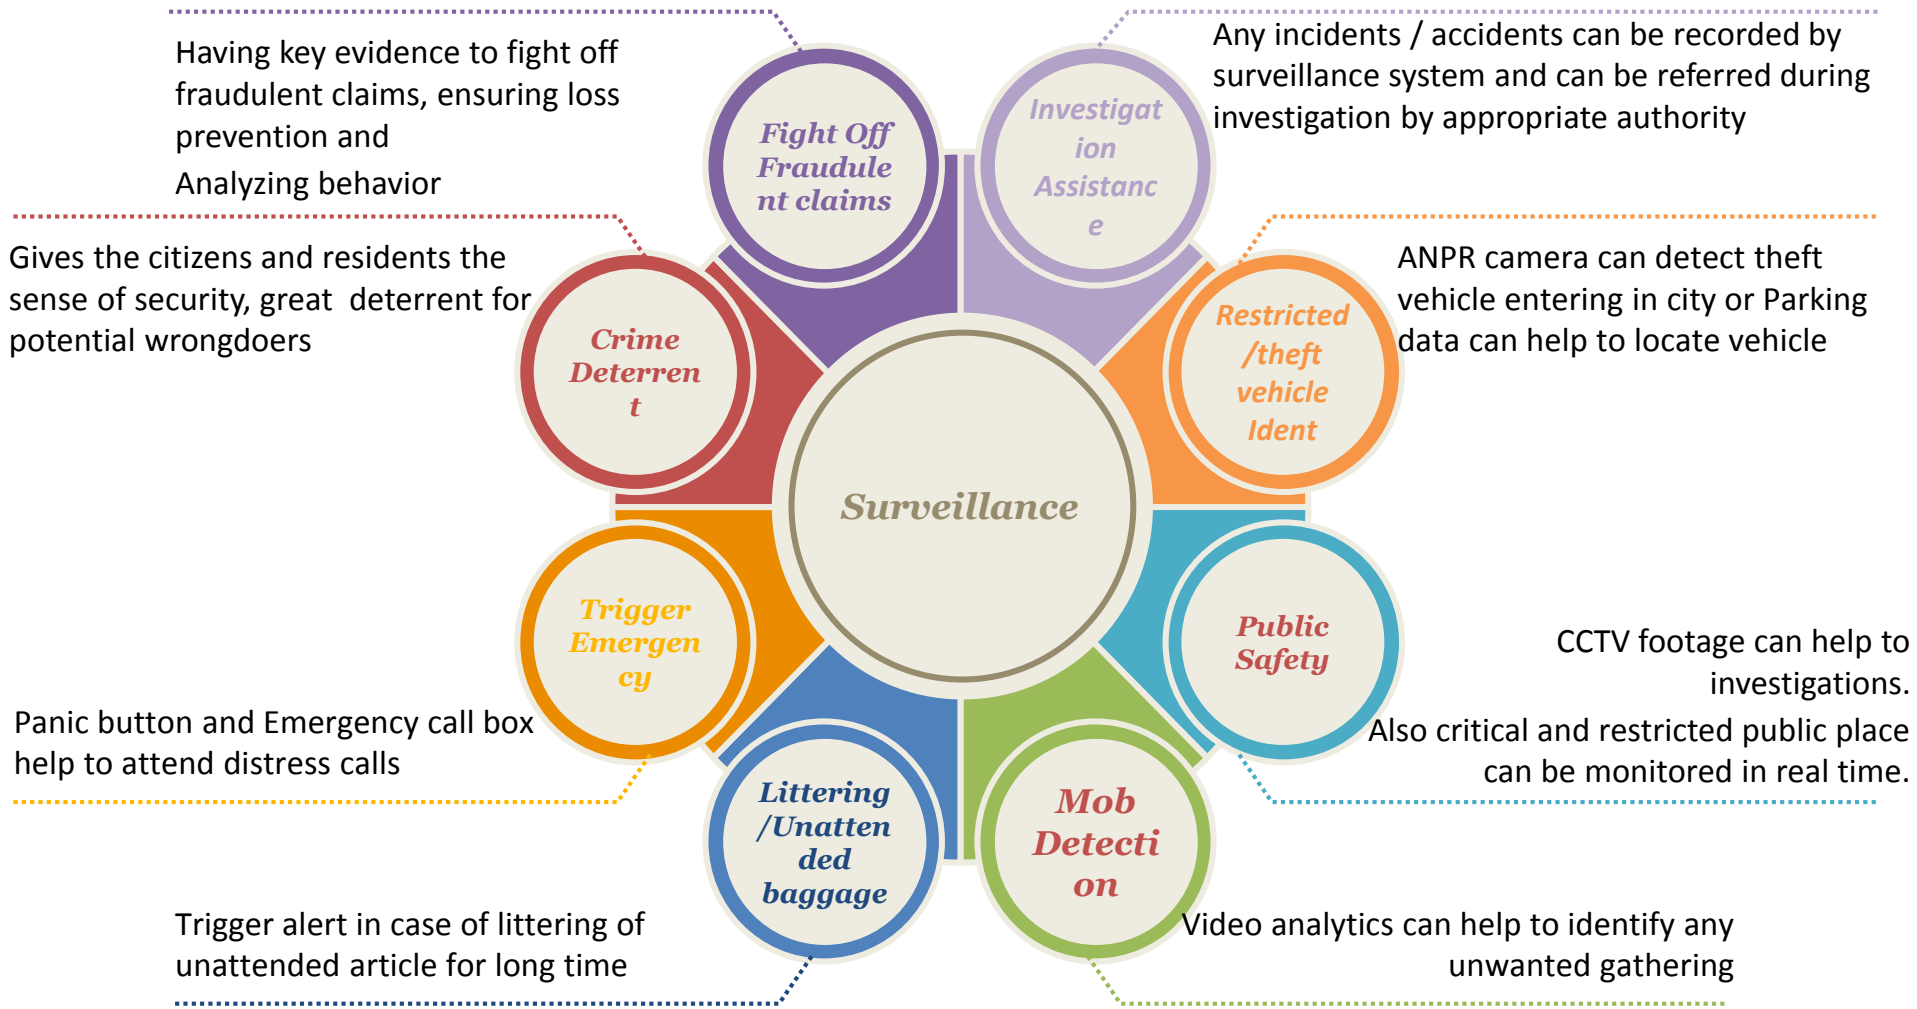 Having key evidence to fight off
fraudulent claims, ensuring loss
prevention and
Analyzing behavior
Fight Off
Fraudule
nt claims
Investigat
ion
Assistanc
e
Any incidents / accidents can be recorded by
surveillance system and can be referred during
investigation by appropriate authority
Gives the citizens and residents the
sense of security, great  deterrent for
potential wrongdoers
Crime
Deterren
t
Restricted
/theft
vehicle
Ident
ANPR camera can detect theft
vehicle entering in city or Parking
data can help to locate vehicle
Surveillance
Trigger
Emergen
cy
Panic button and Emergency call box
help to attend distress calls
Public
Safety
CCTV footage can help to
investigations.
Also critical and restricted public place
can be monitored in real time.
Littering
/Unatten
ded
baggage
Trigger alert in case of littering of
unattended article for long time
Mob
Detecti
on
Video analytics can help to identify any
unwanted gathering